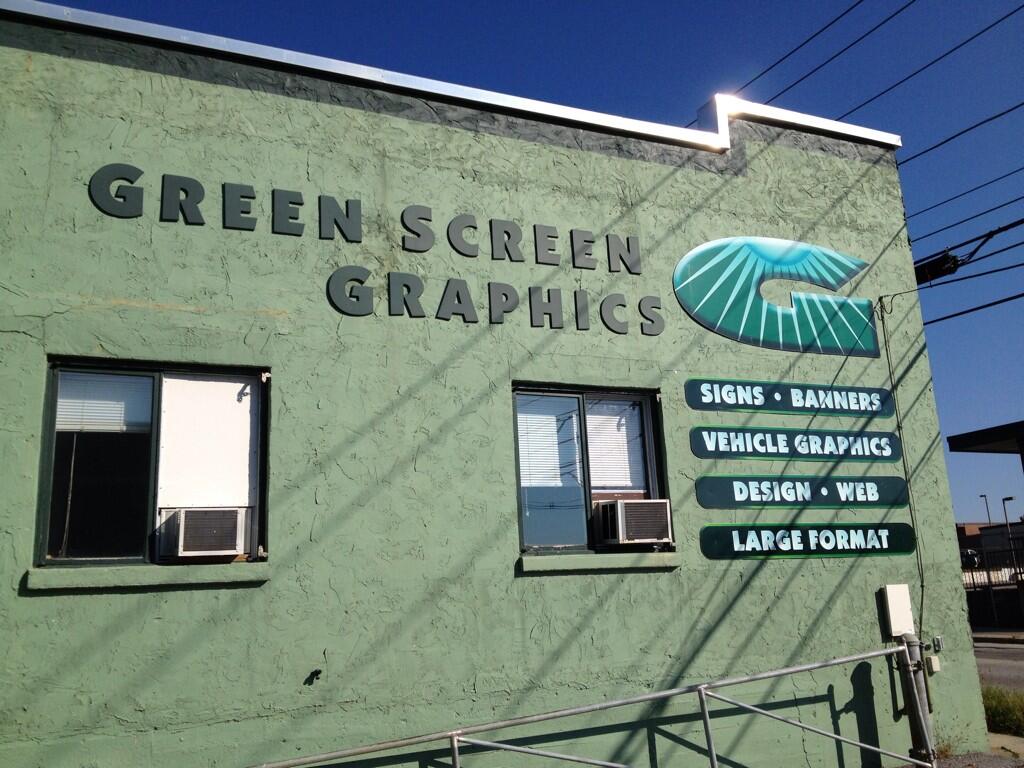 GREEN SCREEN
GRAPHICS
G
SIGNS • BANNERS
VEHICLE GRAPHICS
DESIGN • WEB
LARGE FORMAT